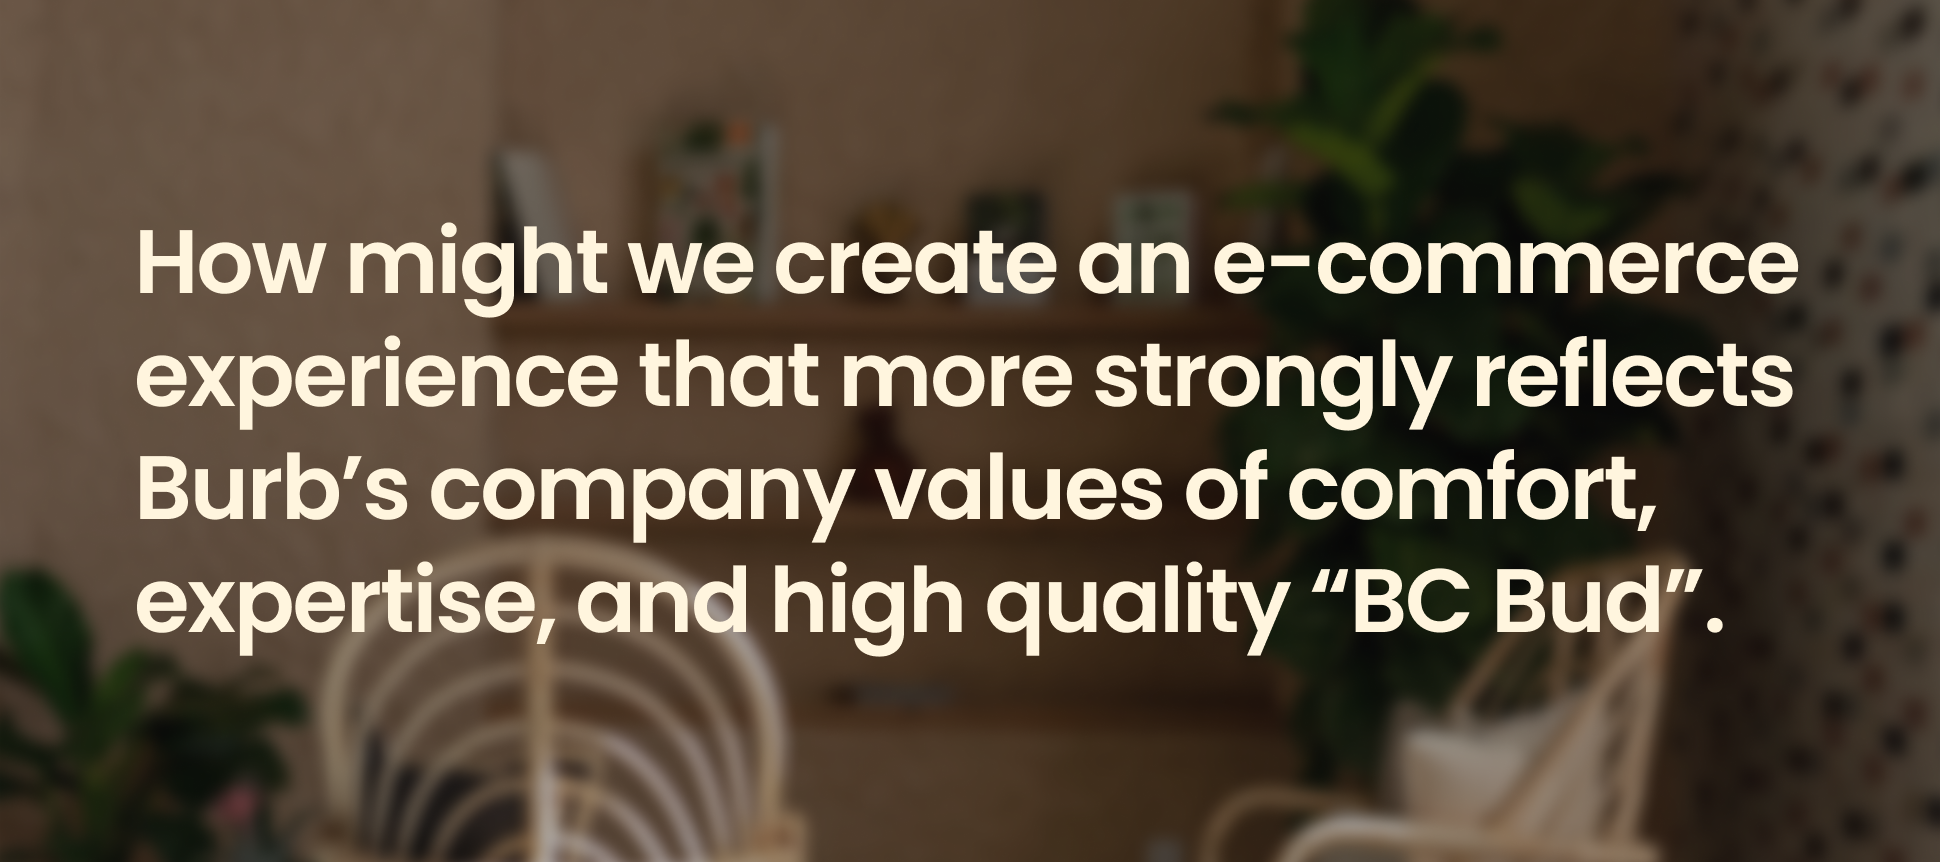 How might we create an e-commerce
experience that more strongly reflects
Burb’s company values of comfort,
expertise, and high quality “BC Bud”.